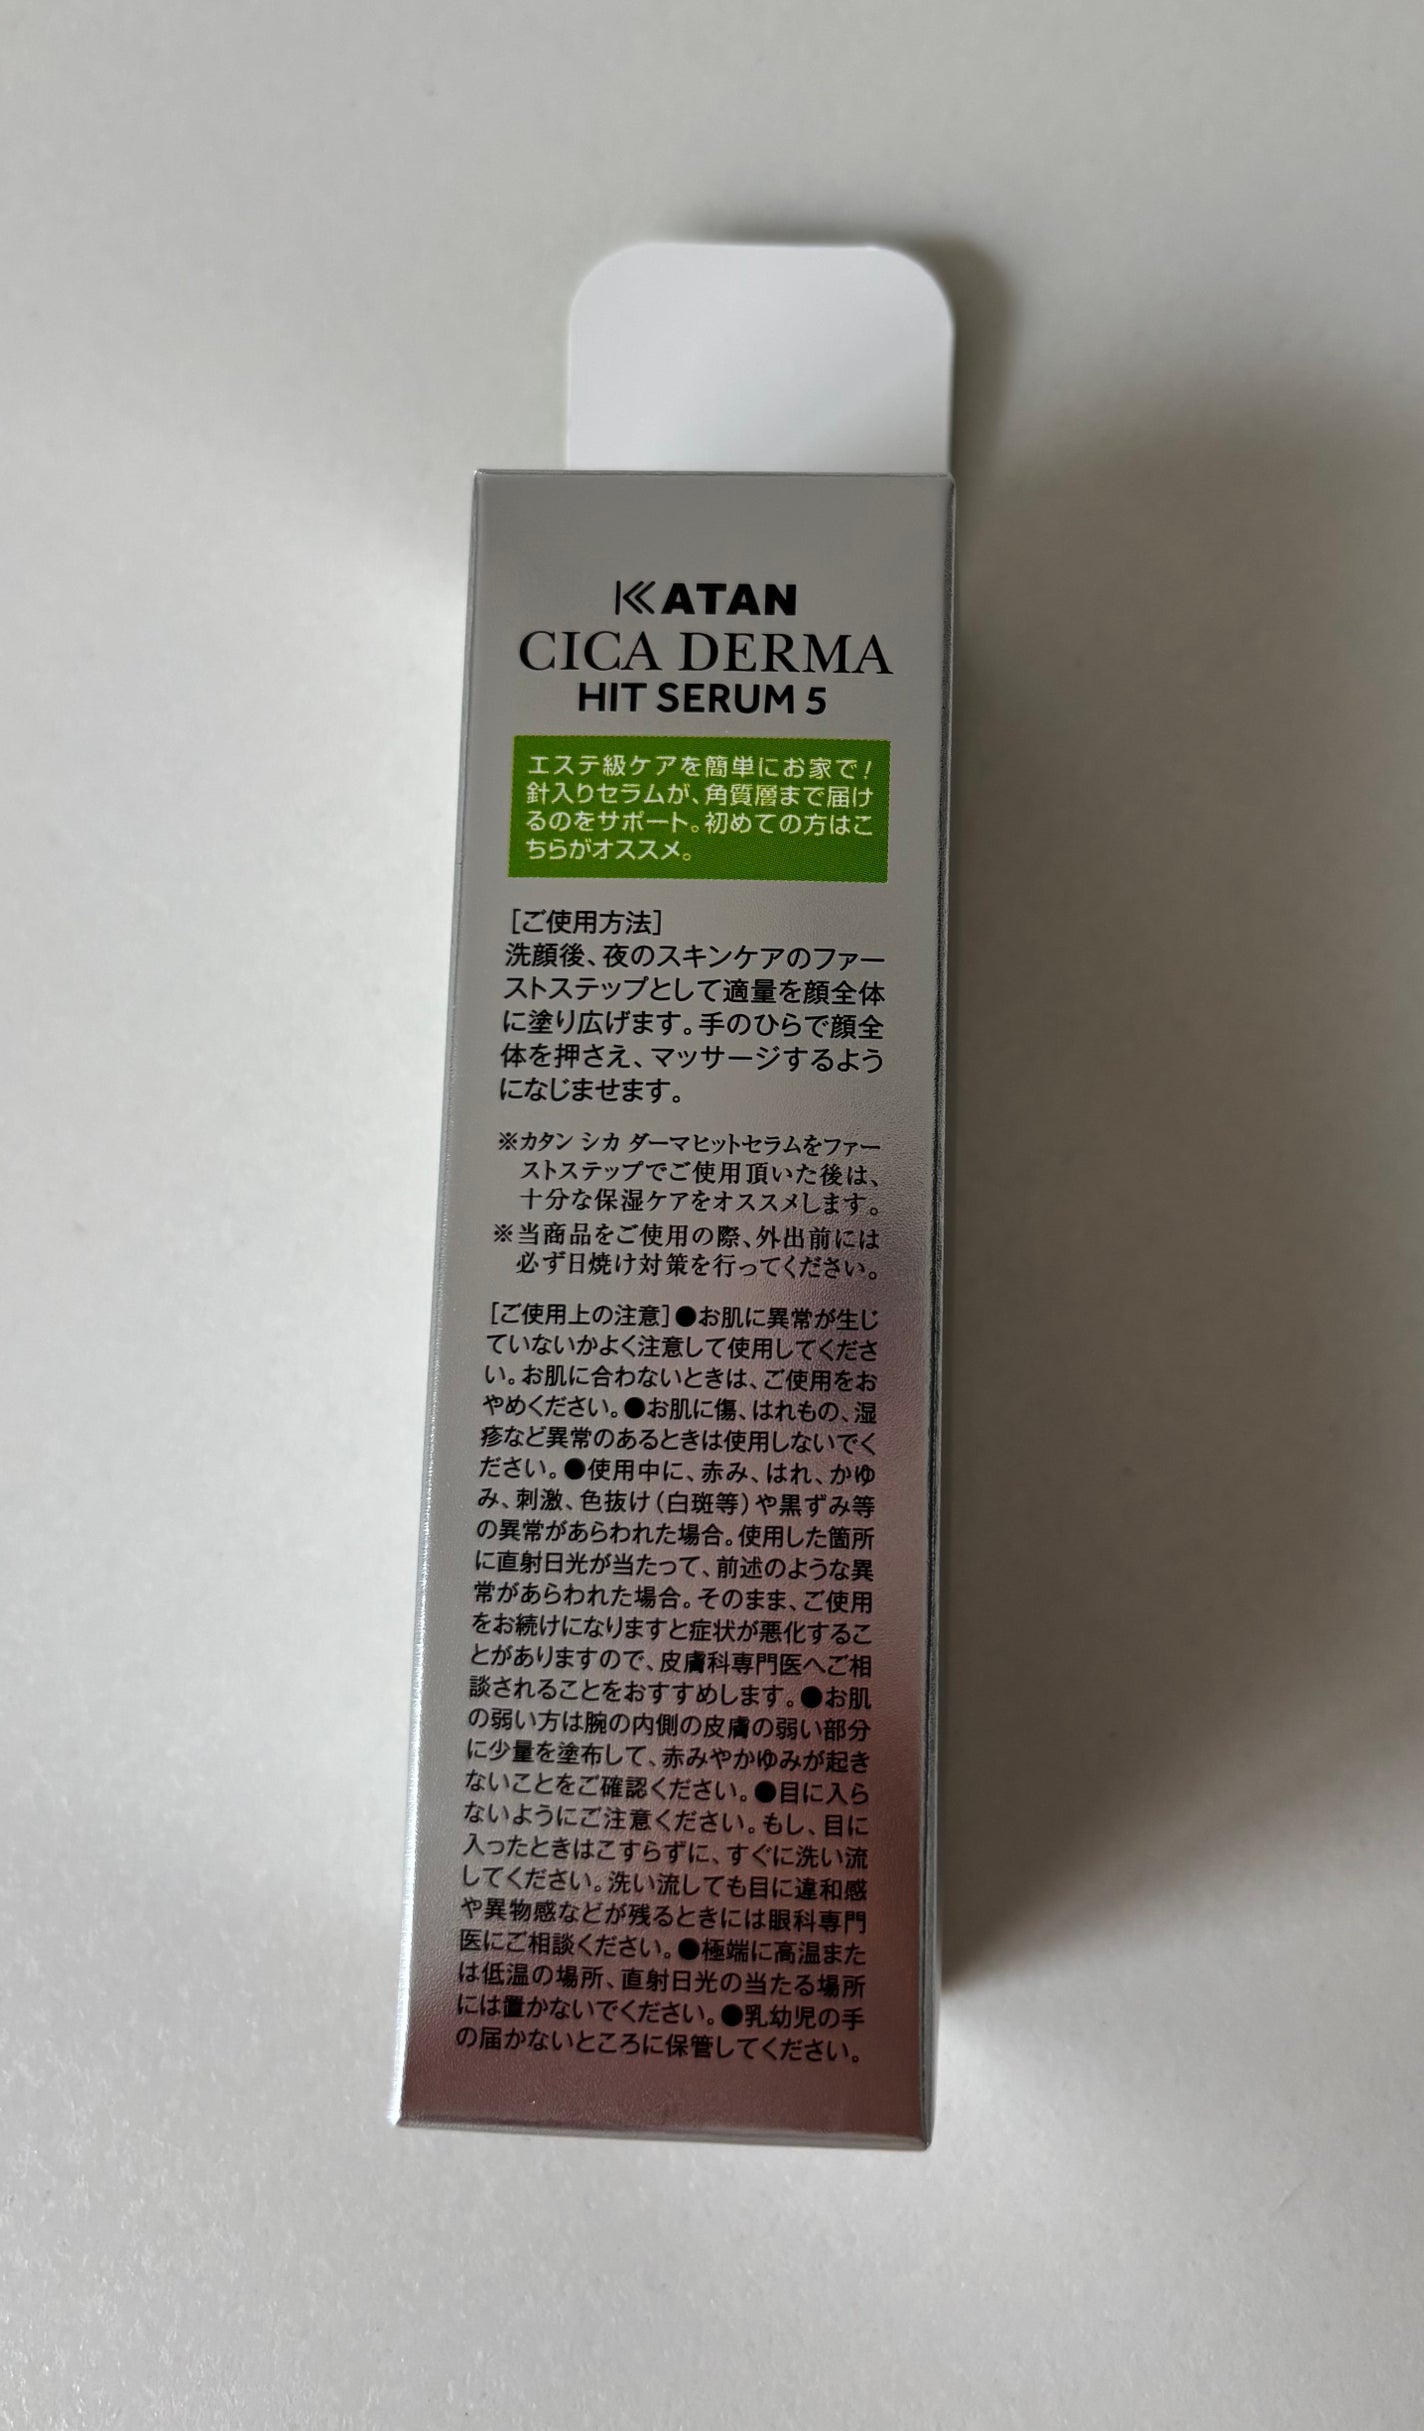 KATAN
CICA DERMA
HIT SERUM 5
エステ級ケアを簡単にお家で!
針入りセラムが、角質層まで届け
るのをサポート。初めての方はこ
ちらがオススメ。
[ご使用方法]
洗顔後、夜のスキンケアのファー
ストステップとして適量を顔全体
に塗り広げます。手のひらで顔全
体を押さえ、マッサージするよう
になじませます。
※カタン シカ ダーマヒットセラムをファー
ストステップでご使用頂いた後は、
十分な保湿ケアをオススメします。
※当商品をご使用の際、外出前には
必ず日焼け対策を行ってください。
[ご使用上の注意]●お肌に異常が生じ
ていないかよく注意して使用してくださ
い。お肌に合わないときは、ご使用をお
やめください。●お肌に傷、はれもの、湿
疹など異常のあるときは使用しないでく
ださい。●使用中に、赤み、はれ、かゆ
み、刺激、色抜け(白斑等)や黒ずみ等
の異常があらわれた場合。使用した箇所
に直射日光が当たって、前述のような異
常があらわれた場合。そのまま、ご使用
をお続けになりますと症状が悪化するこ
とがありますので、皮膚科専門医へご相
談されることをおすすめします。●お肌
の弱い方は腕の内側の皮膚の弱い部分
に少量を塗布して、赤みやかゆみが起き
ないことをご確認ください。●目に入ら
ないようにご注意ください。もし、目に
入ったときはこすらずに、すぐに洗い流
してください。洗い流しても目に違和感
や異物感などが残るときには眼科専門
医にご相談ください。●極端に高温また
は低温の場所、直射日光の当たる場所
には置かないでください。●乳幼児の手
の届かないところに保管してください。